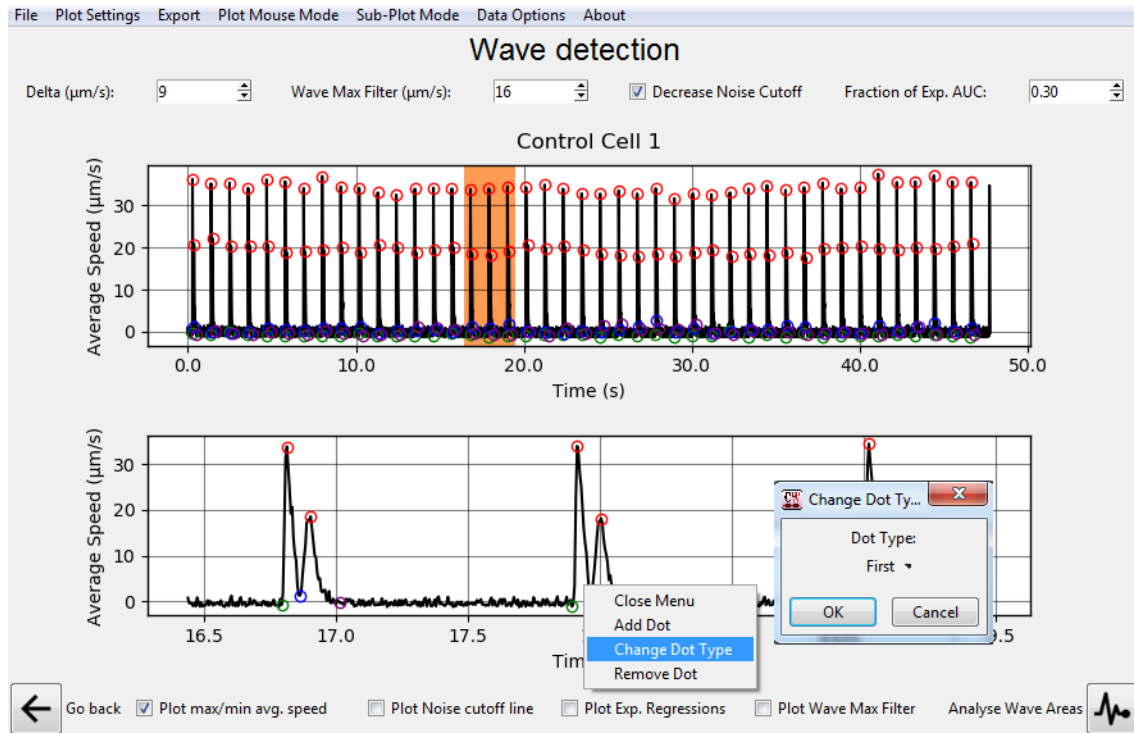 File Plot Settings Export Plot Mouse Mode Sub-Plot Mode Data Options About
Wave detection
Delta (μm/s): 9 Wave Max Filter (μm/s): 16 Decrease Noise Cutoff Fraction of Exp. AUC: 0.30
Control Cell 1
Average Speed (μm/s)
30
20
10
0
0.0 10.0 20.0 30.0 40.0 50.0
Time (s)
Average Speed (μm/s)
30
20
10
0
16.5 17.0 17.5
Change Dot Ty...
Dot Type:
First
OK Cancel
Close Menu
Add Dot
Change Dot Type
Remove Dot
Go back Plot max/min avg. speed Plot Noise cutoff line Plot Exp. Regressions Plot Wave Max Filter Analyse Wave Areas